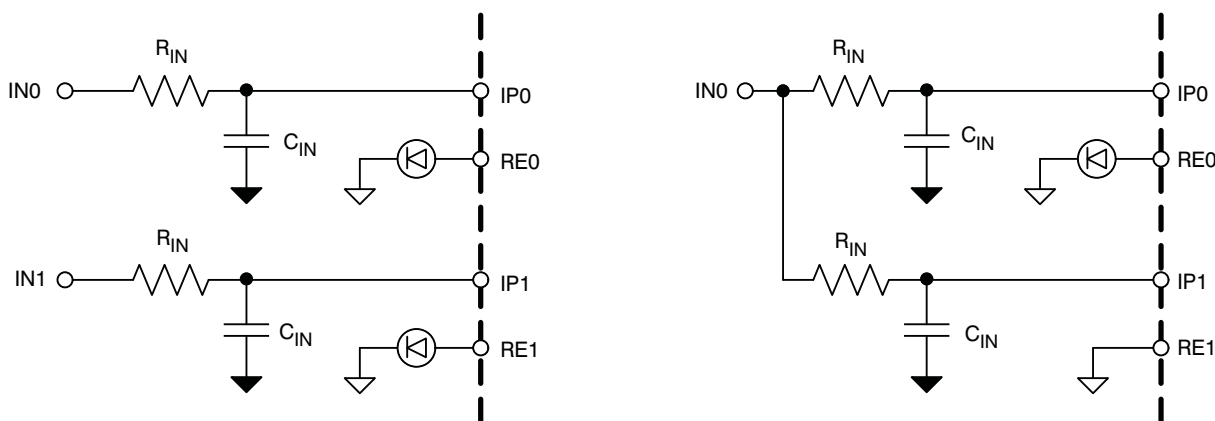 R_IN
IN0
IP0
C_IN
RE0
R_IN
IN1
IP1
C_IN
RE1
R_IN
IN0
IP0
C_IN
RE0
R_IN
IP1
C_IN
RE1